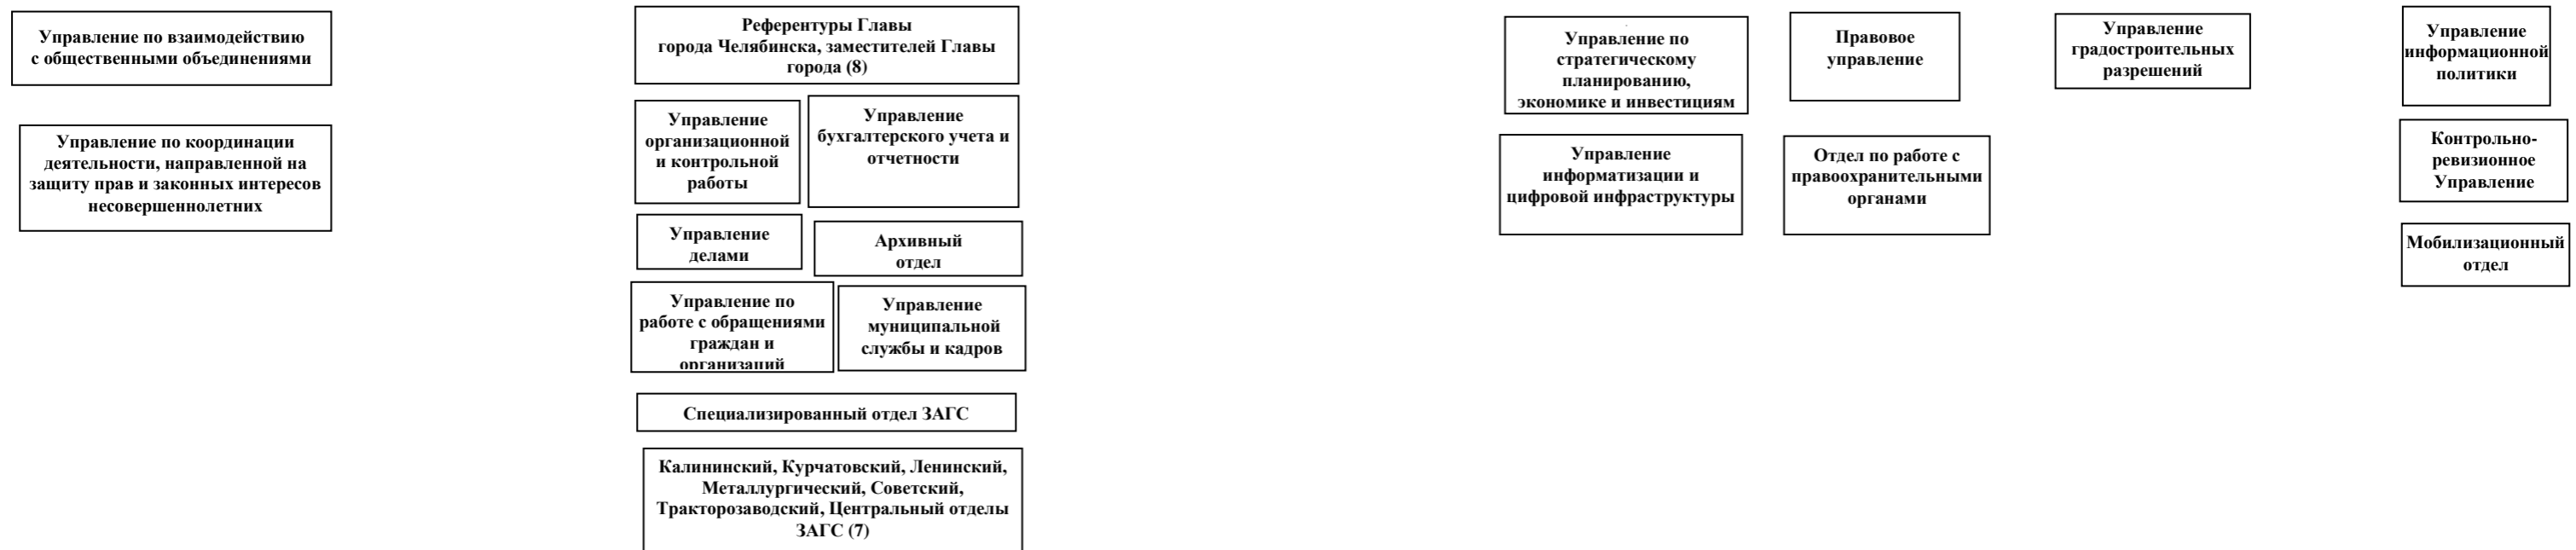 Управление по взаимодействию
с общественными объединениями
Управление по координации
деятельности, направленной на
защиту прав и законных интересов
несовершеннолетних
Референтуры Главы
города Челябинска, заместителей Главы
города (8)
Управление
организационной
и контрольной
работы
Управление
бухгалтерского учета и
отчетности
Управление
делами
Архивный
отдел
Управление по
работе с обращениями
граждан и
организаций
Управление
муниципальной
службы и кадров
Специализированный отдел ЗАГС
Калининский, Курчатовский, Ленинский,
Металлургический, Советский,
Тракторозаводский, Центральный отделы
ЗАГС (7)
Управление по
стратегическому
планированию,
экономике и инвестициям
Управление
информатизации и
цифровой инфраструктуры
Правовое
управление
Отдел по работе с
правоохранительными
органами
Управление
градостроительных
разрешений
Управление
информационной
политики
Контрольно-
ревизионное
Управление
Мобилизационный
отдел